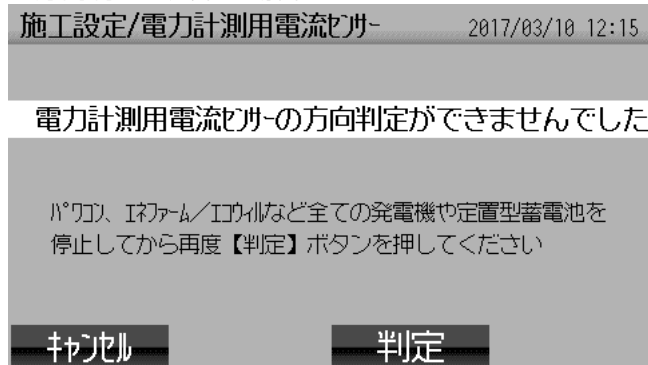 施工設定/電力計測用電流ｾﾝｻｰ 2017/03/10 12:15
電力計測用電流ｾﾝｻｰの方向判定ができませんでした
ﾊﾟﾜｺﾝ、ｴﾈﾌｧｰﾑ／ｴｺｳｨﾙなど全ての発電機や定置型蓄電池を
停止してから再度【判定】ボタンを押してください
ｷｬﾝｾﾙ 判定